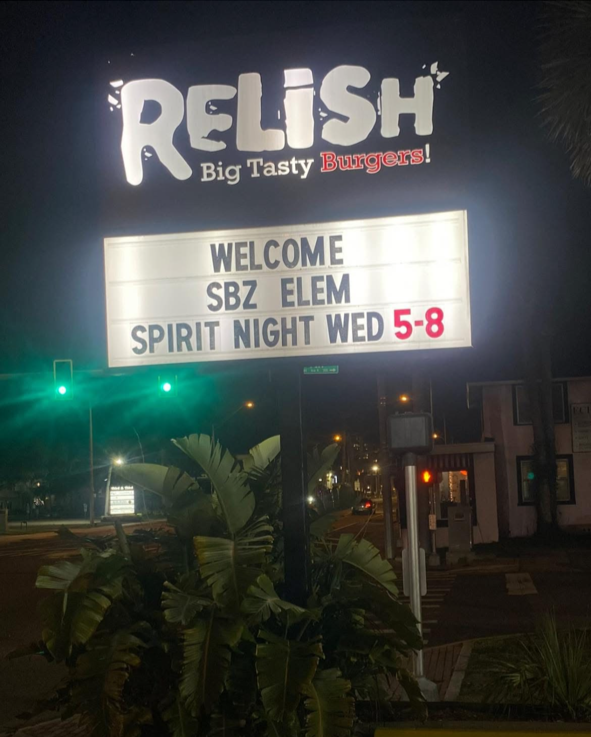 RELISH
Big Tasty Burgers!
WELCOME
SBZ ELEM
SPIRIT NIGHT WED 5-8